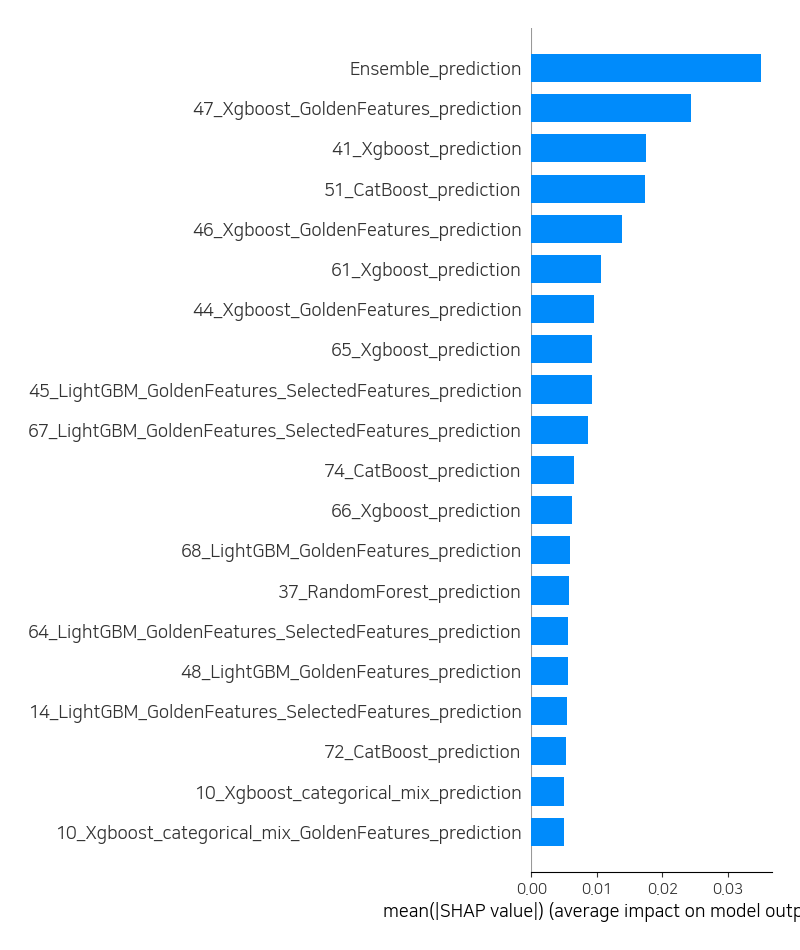 Ensemble_prediction
47_Xgboost_GoldenFeatures_prediction
41_Xgboost_prediction
51_CatBoost_prediction
46_Xgboost_GoldenFeatures_prediction
61_Xgboost_prediction
44_Xgboost_GoldenFeatures_prediction
65_Xgboost_prediction
45_LightGBM_GoldenFeatures_SelectedFeatures_prediction
67_LightGBM_GoldenFeatures_SelectedFeatures_prediction
74_CatBoost_prediction
66_Xgboost_prediction
68_LightGBM_GoldenFeatures_prediction
37_RandomForest_prediction
64_LightGBM_GoldenFeatures_SelectedFeatures_prediction
48_LightGBM_GoldenFeatures_prediction
14_LightGBM_GoldenFeatures_SelectedFeatures_prediction
72_CatBoost_prediction
10_Xgboost_categorical_mix_prediction
10_Xgboost_categorical_mix_GoldenFeatures_prediction
0.00 0.01 0.02 0.03
mean(|SHAP value|) (average impact on model outp